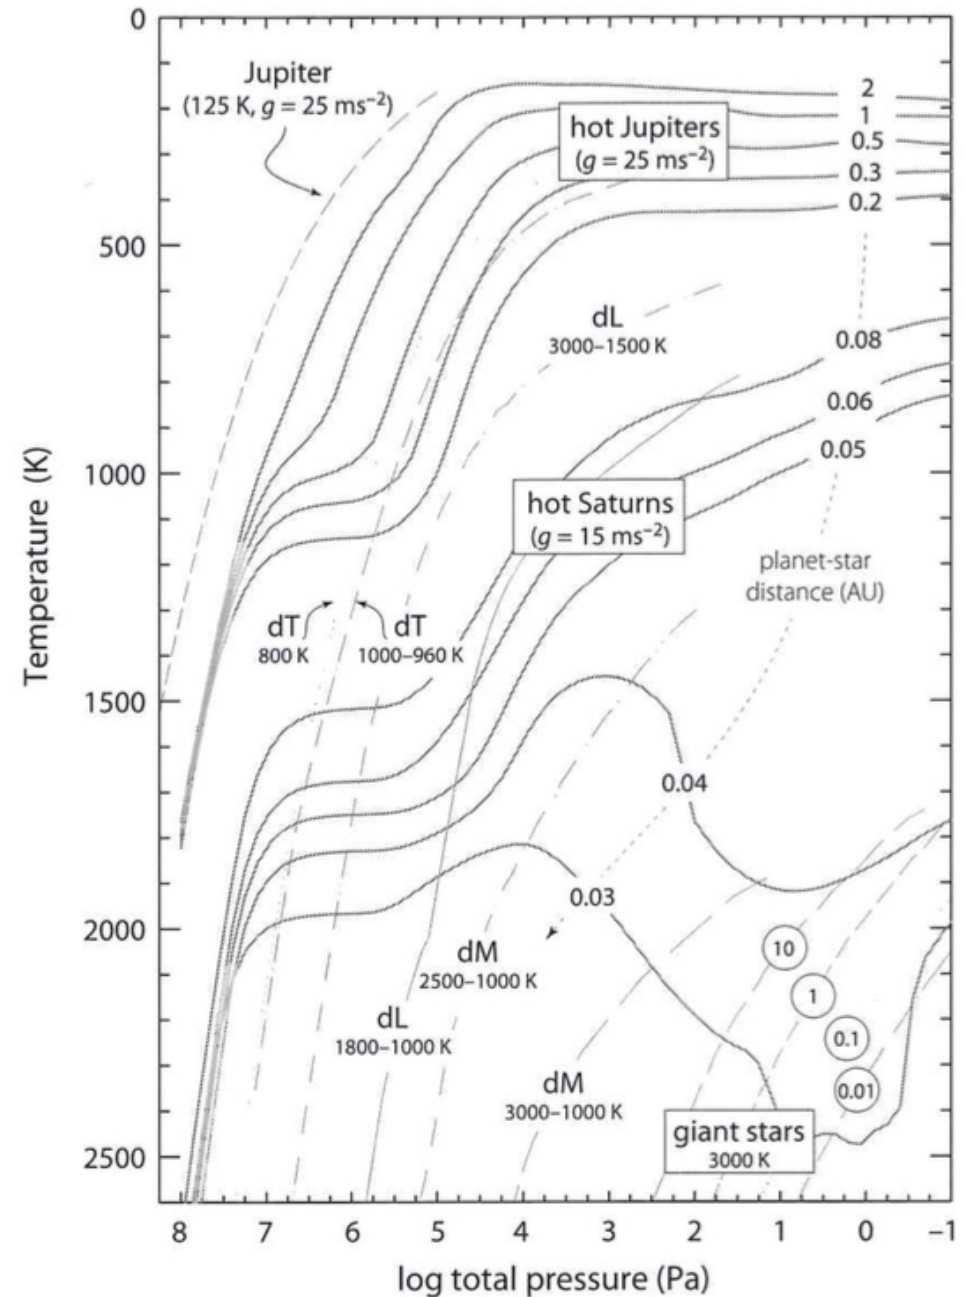 0
Jupiter
(125 K, g = 25 ms⁻²)
2
hot Jupiters
(g = 25 ms⁻²)
1
0.5
0.3
0.2
500
dL
3000–1500 K
0.08
0.06
0.05
1000
hot Saturns
(g = 15 ms⁻²)
planet-star
distance (AU)
dT
800 K
dT
1000–960 K
Temperature (K)
1500
0.04
0.03
2000
10
dM
2500–1000 K
1
dL
1800–1000 K
0.1
dM
3000–1000 K
0.01
giant stars
3000 K
2500
8 7 6 5 4 3 2 1 0 –1
log total pressure (Pa)